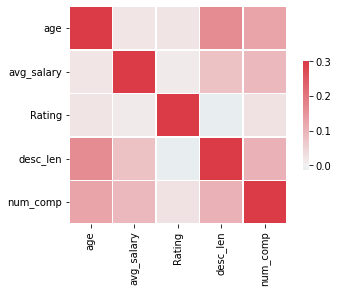 age
avg_salary
Rating
desc_len
num_comp
age
avg_salary
Rating
desc_len
num_comp
0.3
0.2
0.1
0.0